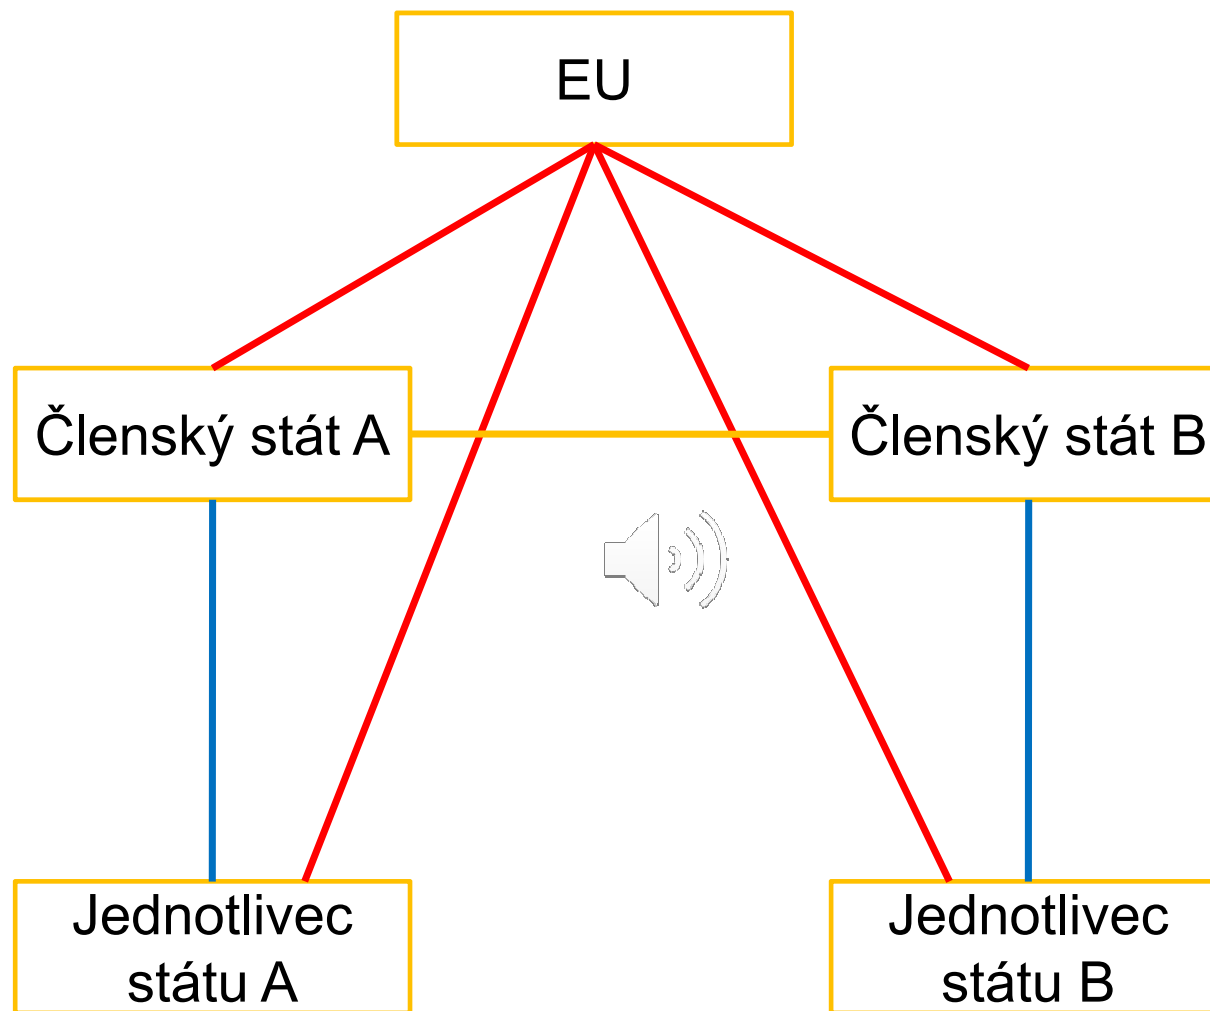 EU
Členský stát A
Členský stát B
Jednotlivec
státu A
Jednotlivec
státu B